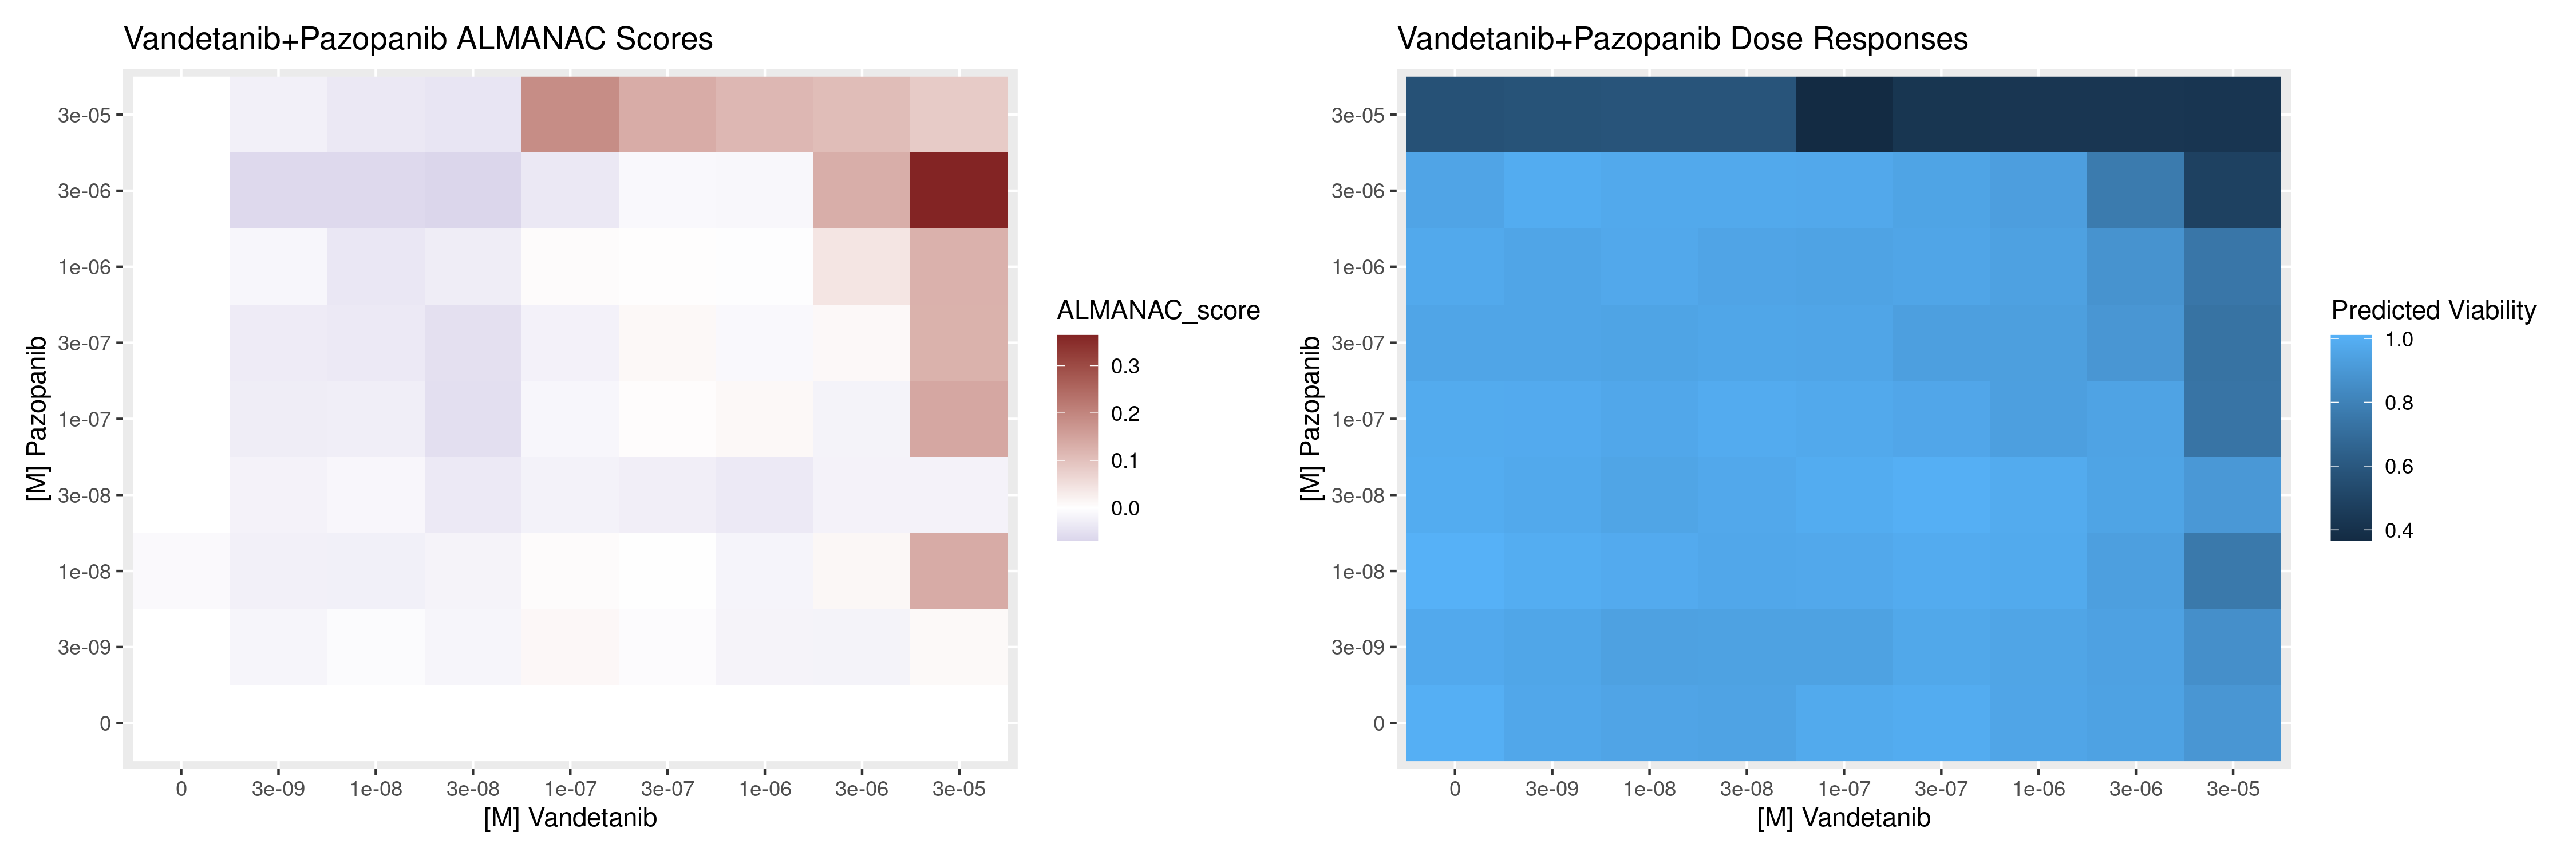 Vandetanib+Pazopanib ALMANAC Scores
[M] Pazopanib
3e-05
3e-06
1e-06
3e-07
1e-07
3e-08
1e-08
3e-09
0
0 3e-09 1e-08 3e-08 1e-07 3e-07 1e-06 3e-06 3e-05
[M] Vandetanib
ALMANAC_score
0.3
0.2
0.1
0.0
Vandetanib+Pazopanib Dose Responses
[M] Pazopanib
3e-05
3e-06
1e-06
3e-07
1e-07
3e-08
1e-08
3e-09
0
0 3e-09 1e-08 3e-08 1e-07 3e-07 1e-06 3e-06 3e-05
[M] Vandetanib
Predicted Viability
1.0
0.8
0.6
0.4